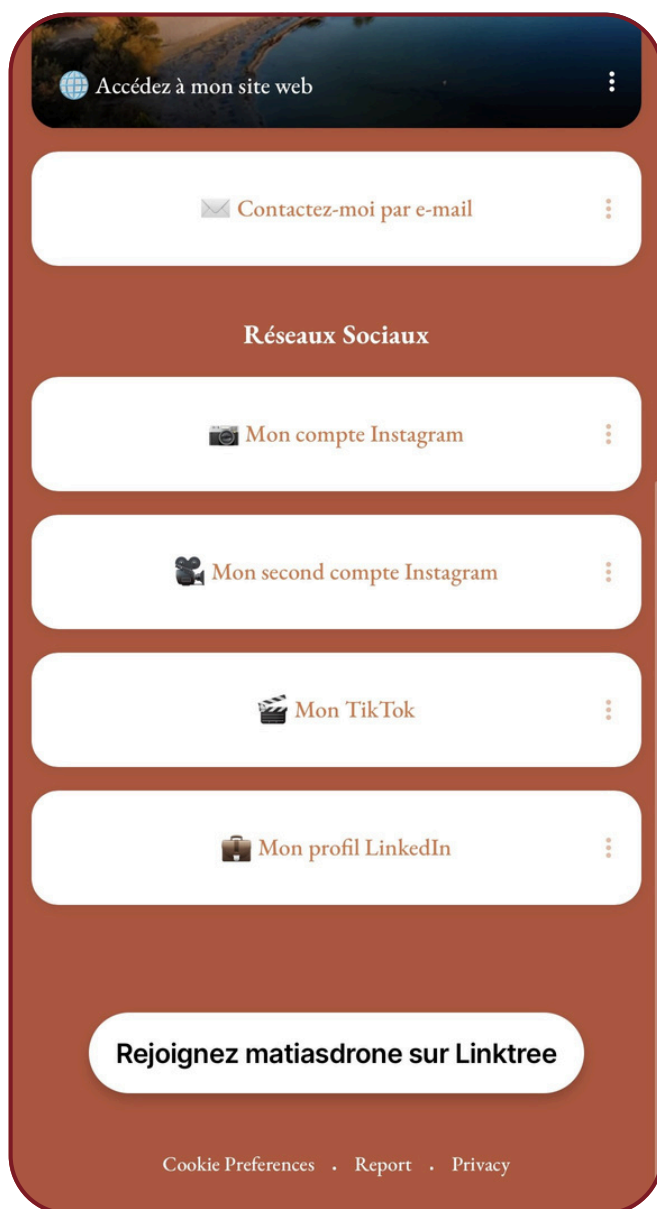 Accédez à mon site web
Contactez-moi par e-mail
Réseaux Sociaux
Mon compte Instagram
Mon second compte Instagram
Mon TikTok
Mon profil LinkedIn
Rejoignez matiasdrone sur Linktree
Cookie Preferences . Report . Privacy